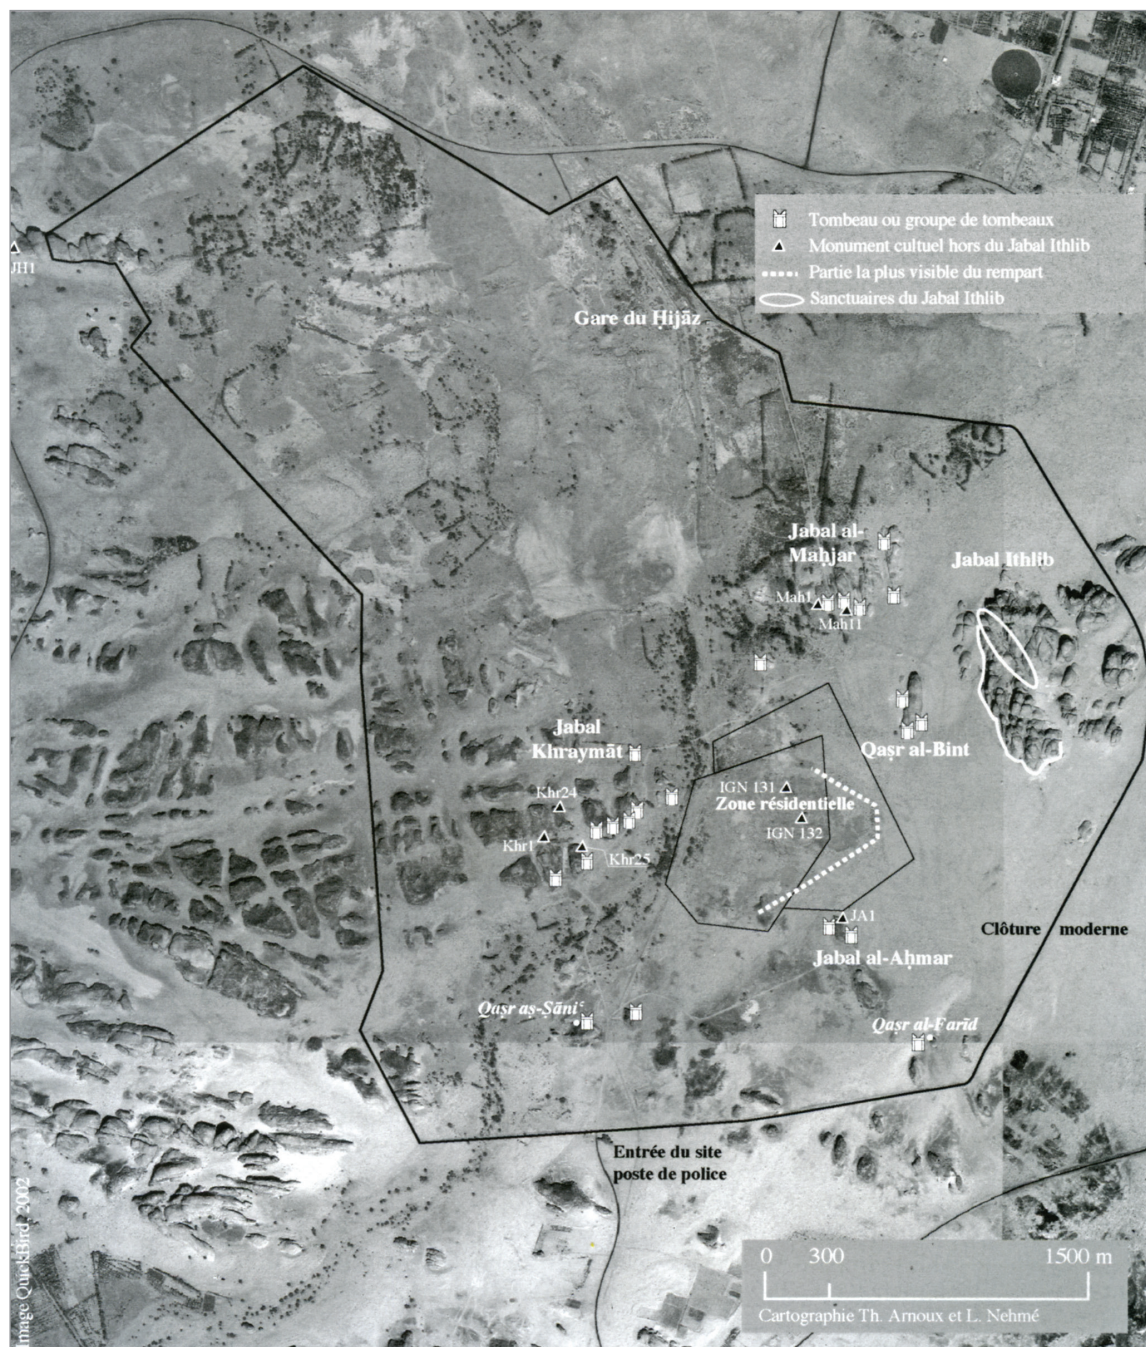 Tombeau ou groupe de tombeaux
Monument cultuel hors du Jabal Ithlib
Partie la plus visible du rempart
Sanctuaires du Jabal Ithlib
JH1
Gare du Ḥijāz
Jabal al-
Maḥjar
Jabal Ithlib
Mah1
Mah11
Jabal
Khraymāt
Qaṣr al-Bint
Khr24
IGN 131
Zone résidentielle
IGN 132
Khr1
Khr25
JA1
Clôture moderne
Jabal al-Aḥmar
Qaṣr aṣ-Ṣāniʿ
Qaṣr al-Farīd
Entrée du site
poste de police
0 300 1500 m
Cartographie Th. Arnoux et L. Nehmé
Image QuickBird, 2002